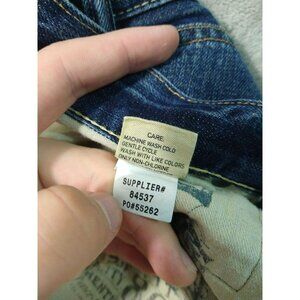 CARE:
MACHINE WASH COLD
GENTLE CYCLE
WASH WITH LIKE COLORS
ONLY NON-CHLORINE
SUPPLIER#
84537
PO#55262